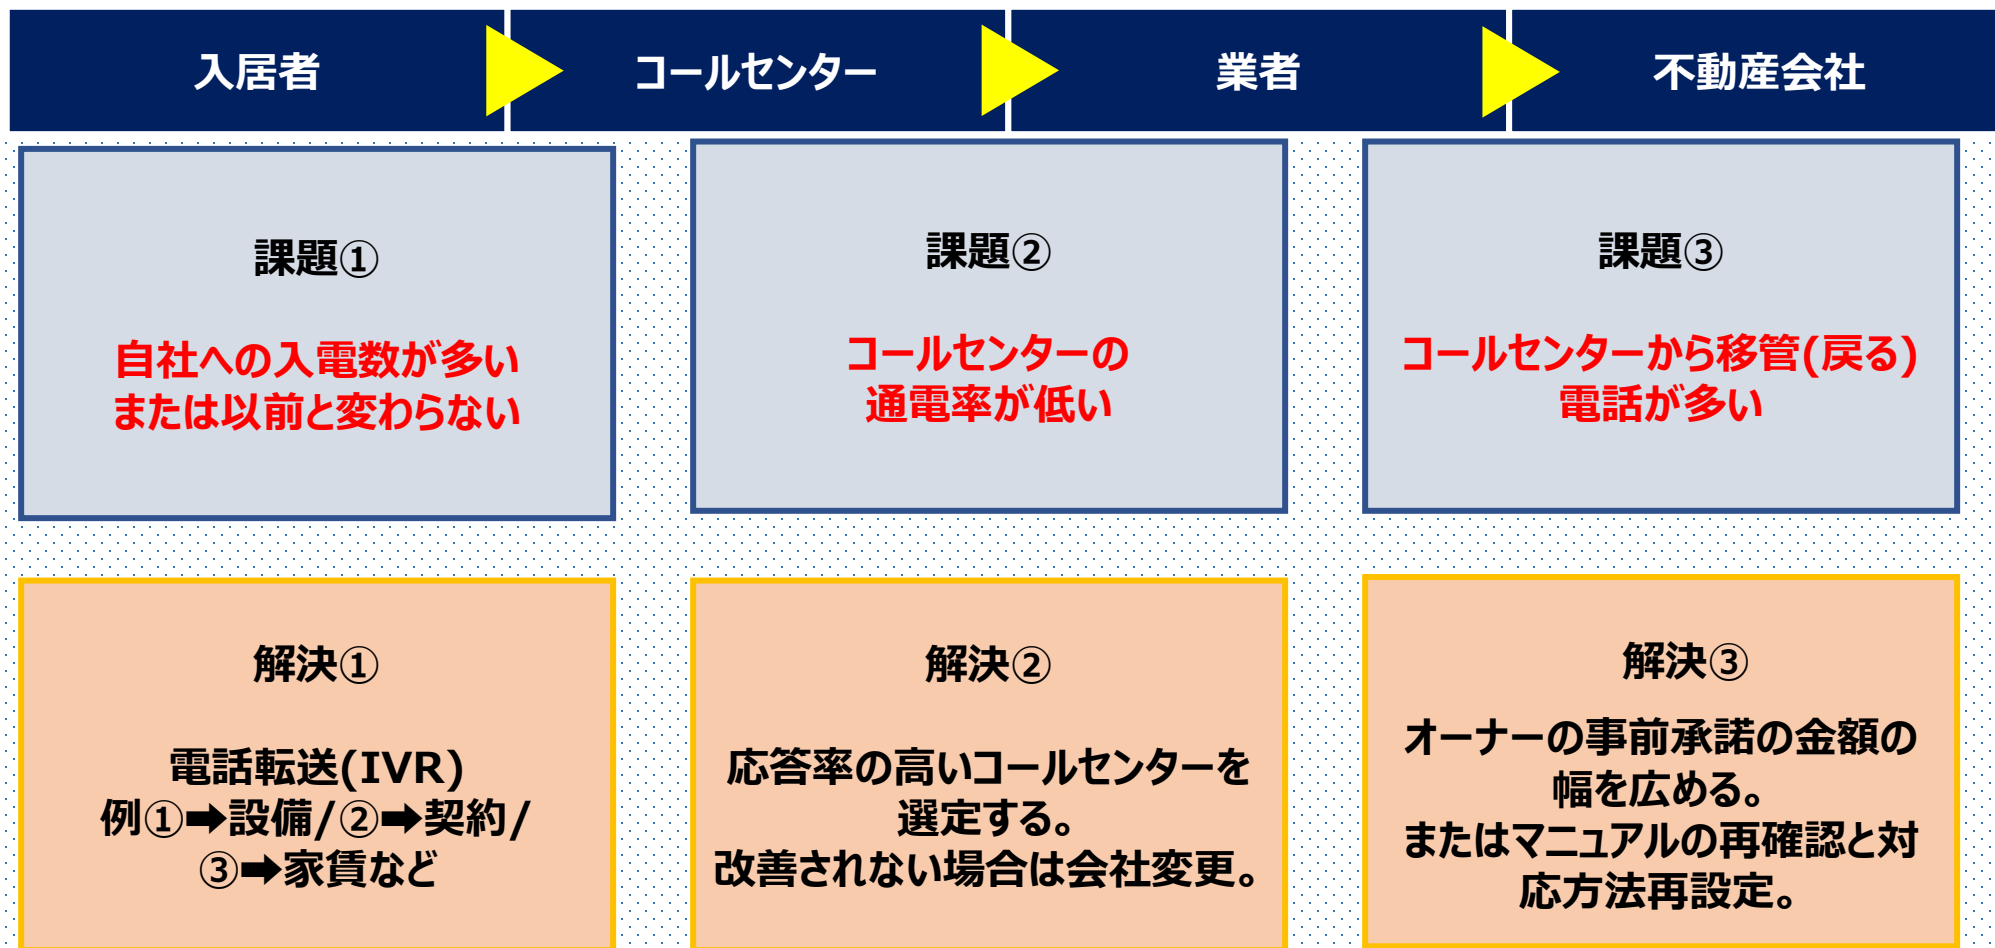 入居者
コールセンター
業者
不動産会社
課題①
自社への入電数が多い
または以前と変わらない
課題②
コールセンターの
通電率が低い
課題③
コールセンターから移管(戻る)
電話が多い
解決①
電話転送(IVR)
例①➡設備/②➡契約/
③➡家賃など
解決②
応答率の高いコールセンターを
選定する。
改善されない場合は会社変更。
解決③
オーナーの事前承諾の金額の
幅を広める。
またはマニュアルの再確認と対
応方法再設定。